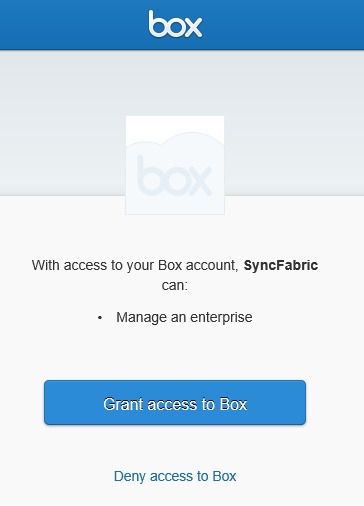 box
box
With access to your Box account, SyncFabric
can:
• Manage an enterprise
Grant access to Box
Deny access to Box